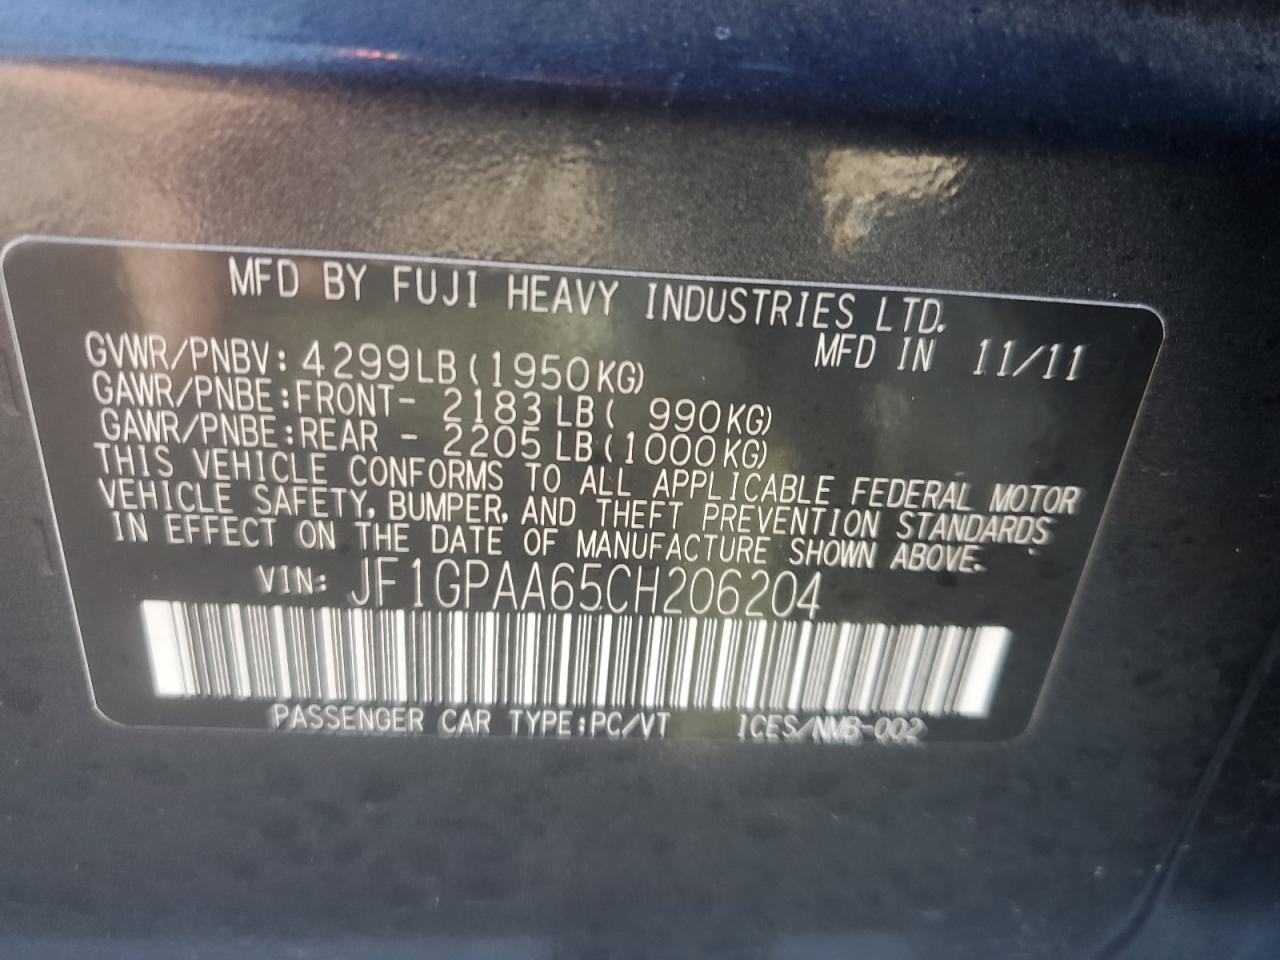 MFD BY FUJI HEAVY INDUSTRIES LTD.
MFD IN 11/11
GVWR/PNBV: 4299LB (1950KG)
GAWR/PNBE:FRONT- 2183 LB( 990KG)
GAWR/PNBE:REAR - 2205 LB(1000KG)
THIS VEHICLE CONFORMS TO ALL APPLICABLE FEDERAL MOTOR
VEHICLE SAFETY, BUMPER, AND THEFT PREVENTION STANDARDS
IN EFFECT ON THE DATE OF MANUFACTURE SHOWN ABOVE.
VIN: JF1GPAA65CH206204
PASSENGER CAR TYPE:PC/VT ICES/NMB-002